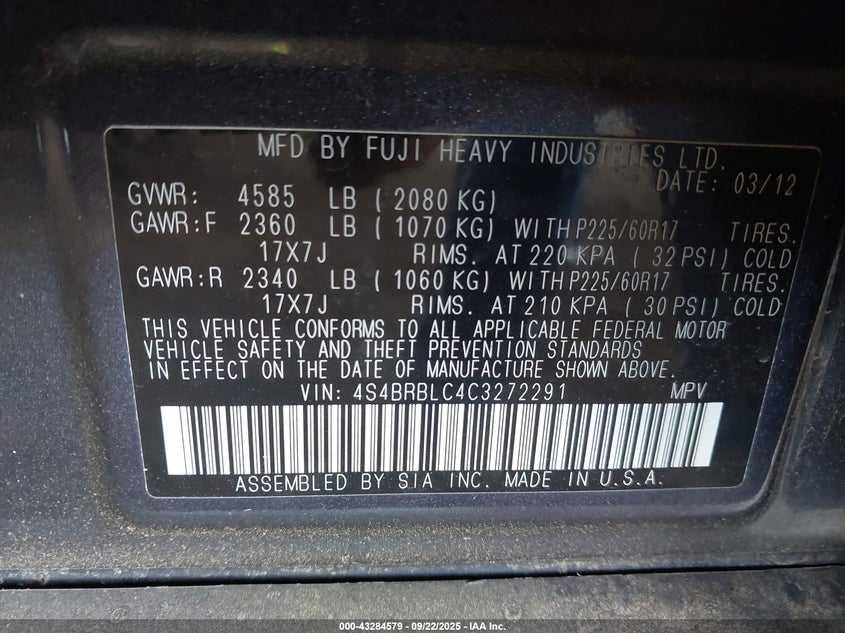 MFD BY FUJI HEAVY INDUSTRIES LTD.
DATE: 03/12
GVWR: 4585 LB ( 2080 KG)
GAWR:F 2360 LB ( 1070 KG) WITH P225/60R17 TIRES.
17X7J RIMS. AT 220 KPA ( 32 PSI) COLD
GAWR:R 2340 LB ( 1060 KG) WITH P225/60R17 TIRES.
17X7J RIMS. AT 210 KPA ( 30 PSI) COLD
THIS VEHICLE CONFORMS TO ALL APPLICABLE FEDERAL MOTOR
VEHICLE SAFETY AND THEFT PREVENTION STANDARDS
IN EFFECT ON THE DATE OF MANUFACTURE SHOWN ABOVE.
VIN: 4S4BRBLC4C3272291 MPV
ASSEMBLED BY SIA INC. MADE IN U.S.A.
000-43284579 - 09/22/2025 - IAA Inc.